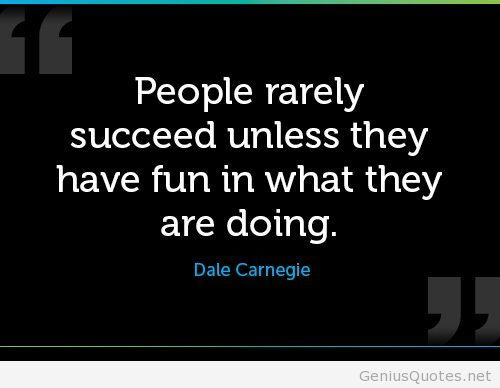 People rarely
succeed unless they
have fun in what they
are doing.
Dale Carnegie
GeniusQuotes.net